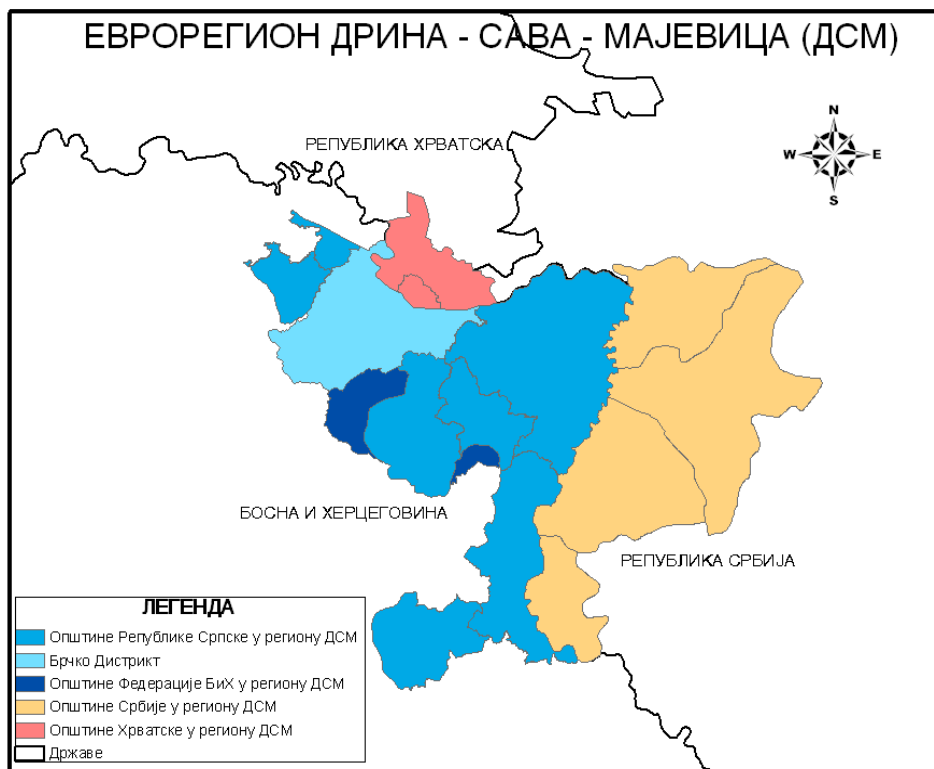 ЕВРОРЕГИОН ДРИНА - САВА - МАЈЕВИЦА (ДСМ)
РЕПУБЛИКА ХРВАТСКА
N
W E
S
БОСНА И ХЕРЦЕГОВИНА
РЕПУБЛИКА СРБИЈА
ЛЕГЕНДА
Општине Републике Српске у региону ДСМ
Брчко Дистрикт
Општине Федерације БиХ у региону ДСМ
Општине Србије у региону ДСМ
Општине Хрватске у региону ДСМ
Државе